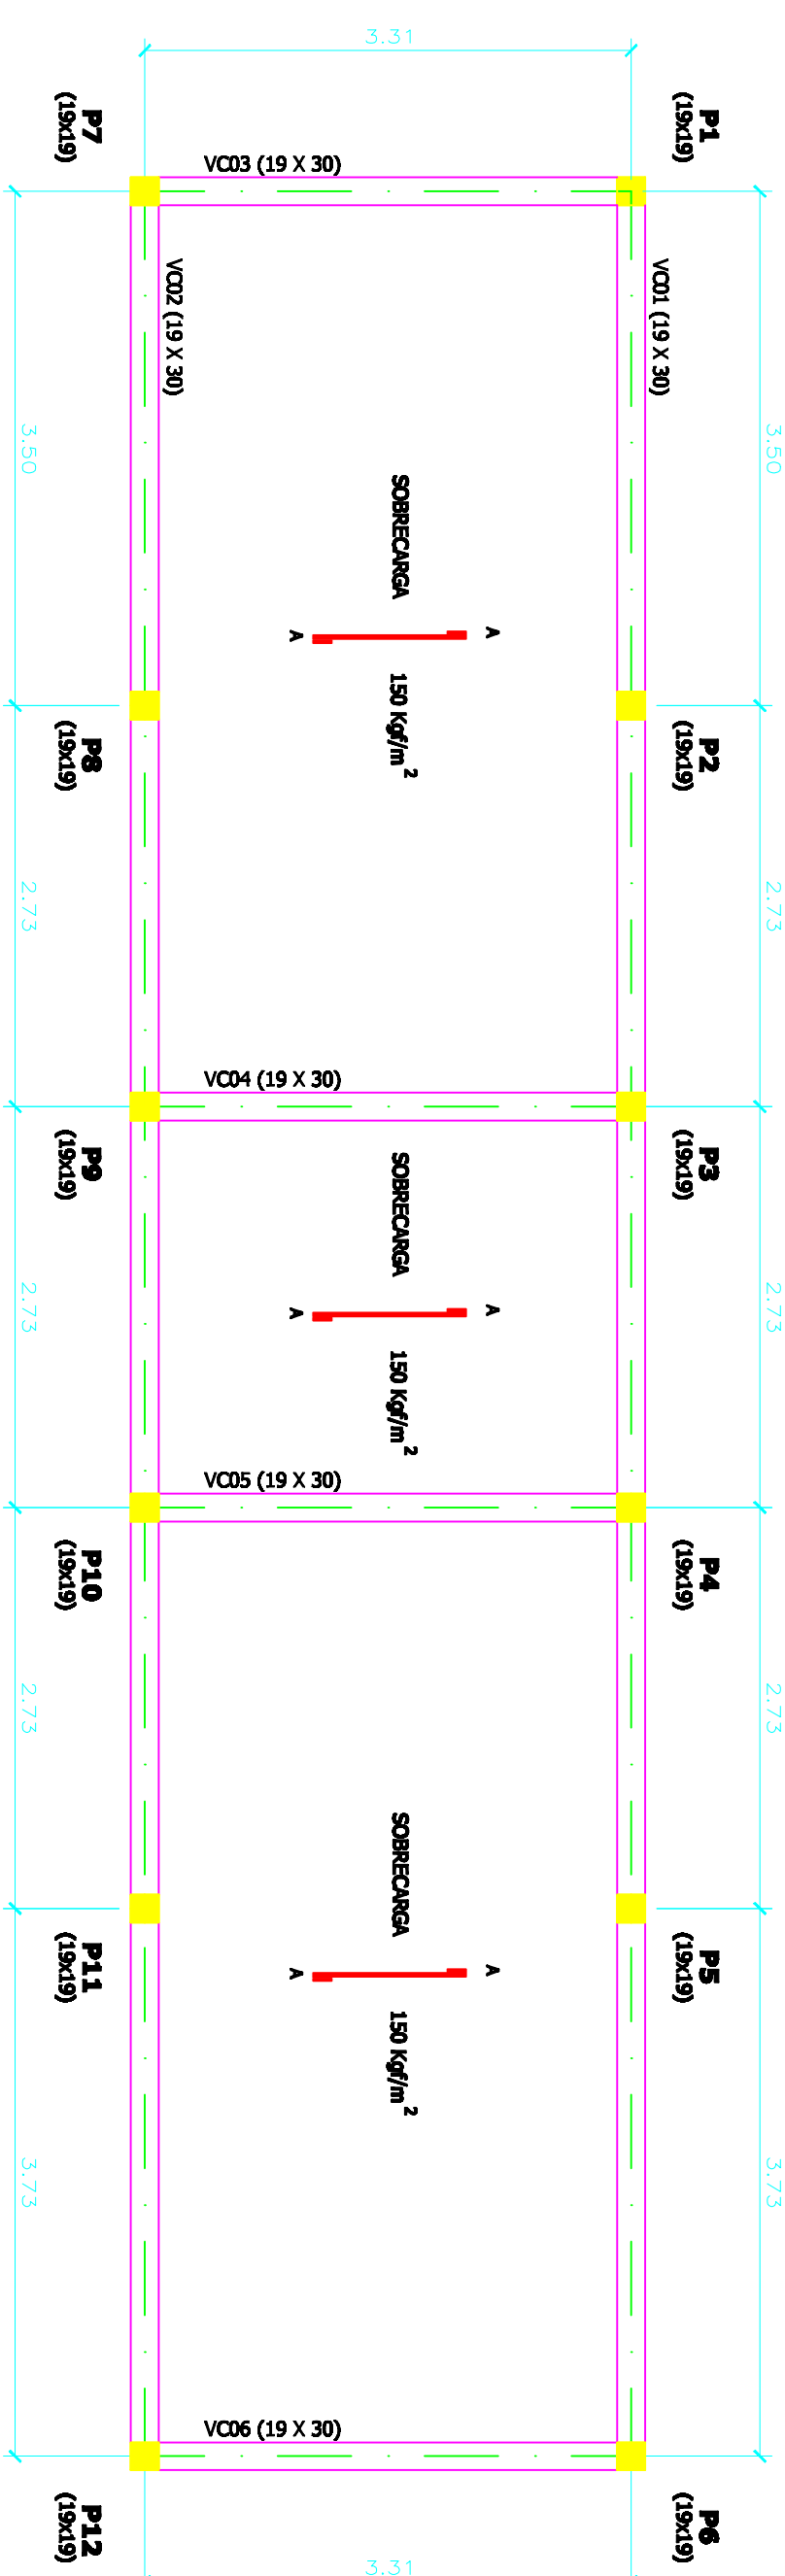 3.31
P7
(19x19)
P1
(19x19)
VC03 (19 X 30)
VC02 (19 X 30)
VC01 (19 X 30)
3.50
3.50
SOBRECARGA
A
A
150 Kgf/m 2
P8
(19x19)
P2
(19x19)
2.73
2.73
VC04 (19 X 30)
P9
(19x19)
P3
(19x19)
SOBRECARGA
A
A
2.73
2.73
150 Kgf/m 2
VC05 (19 X 30)
P10
(19x19)
P4
(19x19)
2.73
2.73
SOBRECARGA
A
A
150 Kgf/m 2
P11
(19x19)
P5
(19x19)
3.73
3.73
VC06 (19 X 30)
P12
(19x19)
P6
(19x19)
3.31